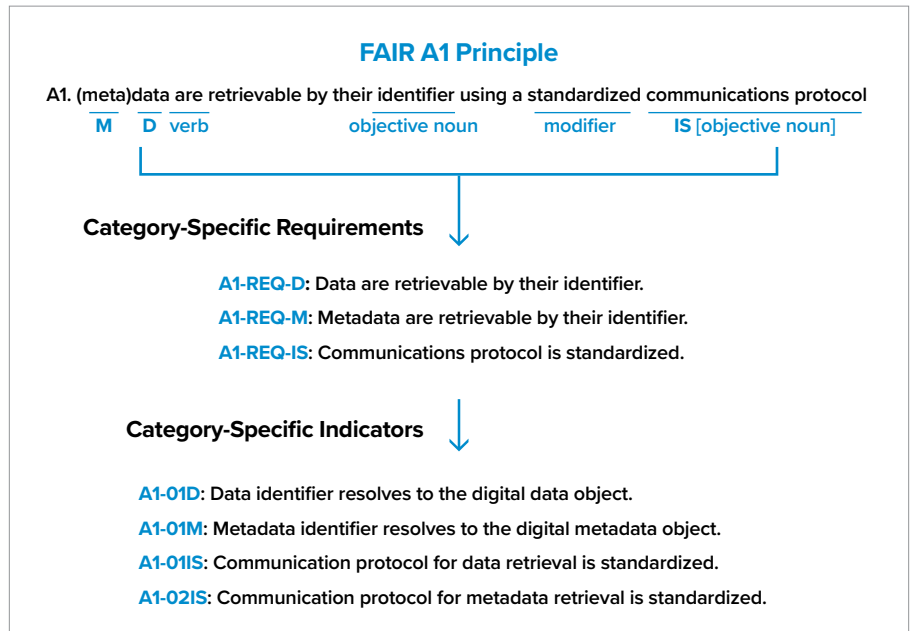 FAIR A1 Principle
A1. (meta)data are retrievable by their identifier using a standardized communications protocol
M D verb objective noun modifier IS [objective noun]
Category-Specific Requirements
A1-REQ-D: Data are retrievable by their identifier.
A1-REQ-M: Metadata are retrievable by their identifier.
A1-REQ-IS: Communications protocol is standardized.
Category-Specific Indicators
A1-01D: Data identifier resolves to the digital data object.
A1-01M: Metadata identifier resolves to the digital metadata object.
A1-01IS: Communication protocol for data retrieval is standardized.
A1-02IS: Communication protocol for metadata retrieval is standardized.